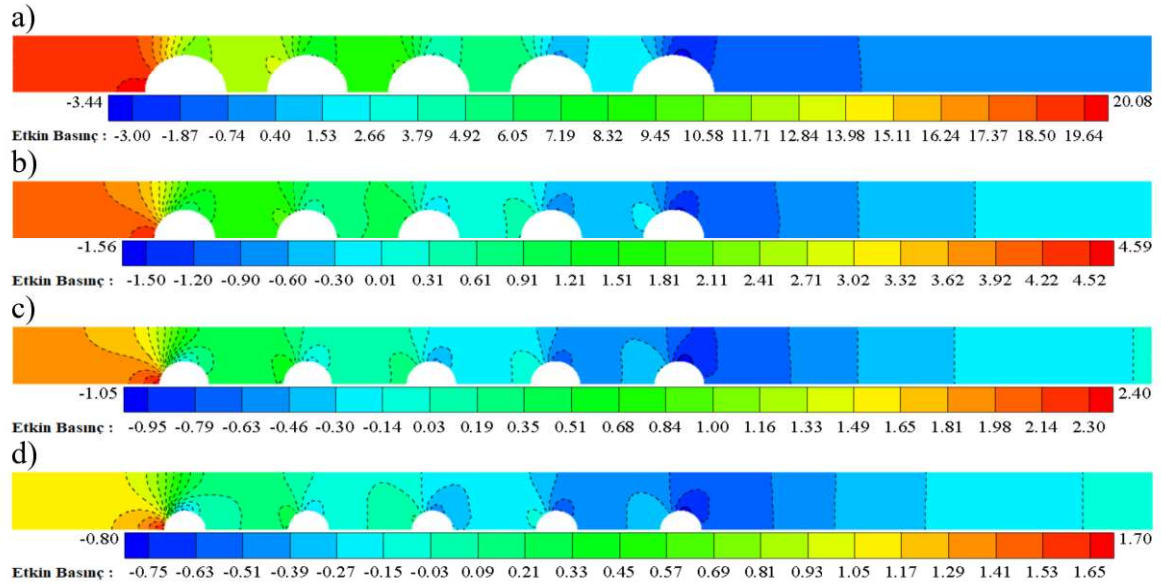 a)
-3.44 20.08
Etkin Basınç : -3.00 -1.87 -0.74 0.40 1.53 2.66 3.79 4.92 6.05 7.19 8.32 9.45 10.58 11.71 12.84 13.98 15.11 16.24 17.37 18.50 19.64
b)
-1.56 4.59
Etkin Basınç : -1.50 -1.20 -0.90 -0.60 -0.30 0.01 0.31 0.61 0.91 1.21 1.51 1.81 2.11 2.41 2.71 3.02 3.32 3.62 3.92 4.22 4.52
c)
-1.05 2.40
Etkin Basınç : -0.95 -0.79 -0.63 -0.46 -0.30 -0.14 0.03 0.19 0.35 0.51 0.68 0.84 1.00 1.16 1.33 1.49 1.65 1.81 1.98 2.14 2.30
d)
-0.80 1.70
Etkin Basınç : -0.75 -0.63 -0.51 -0.39 -0.27 -0.15 -0.03 0.09 0.21 0.33 0.45 0.57 0.69 0.81 0.93 1.05 1.17 1.29 1.41 1.53 1.65